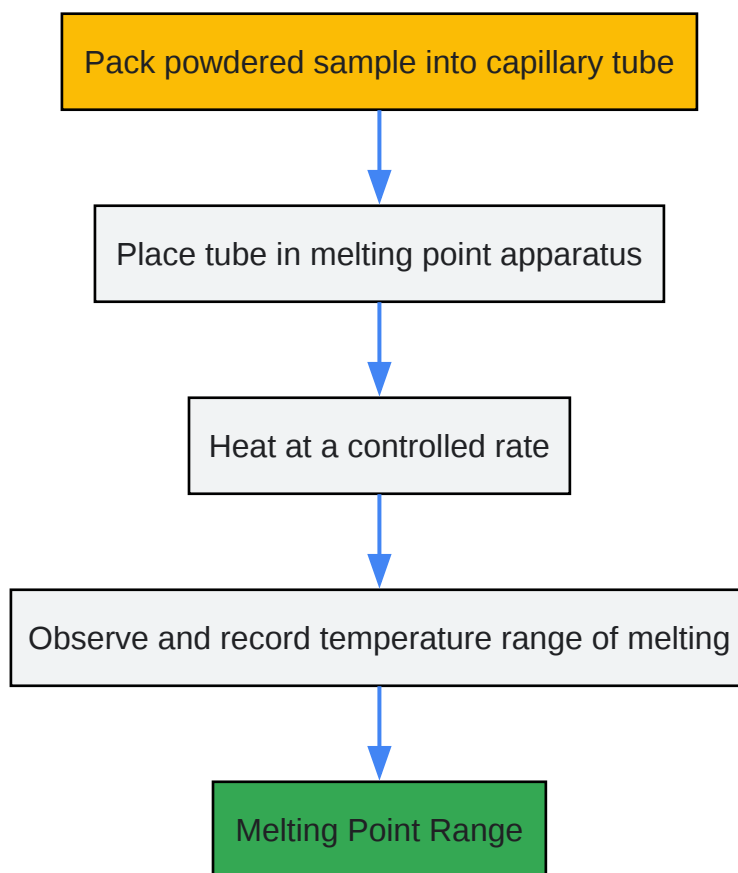 Pack powdered sample into capillary tube
Place tube in melting point apparatus
Heat at a controlled rate
Observe and record temperature range of melting
Melting Point Range